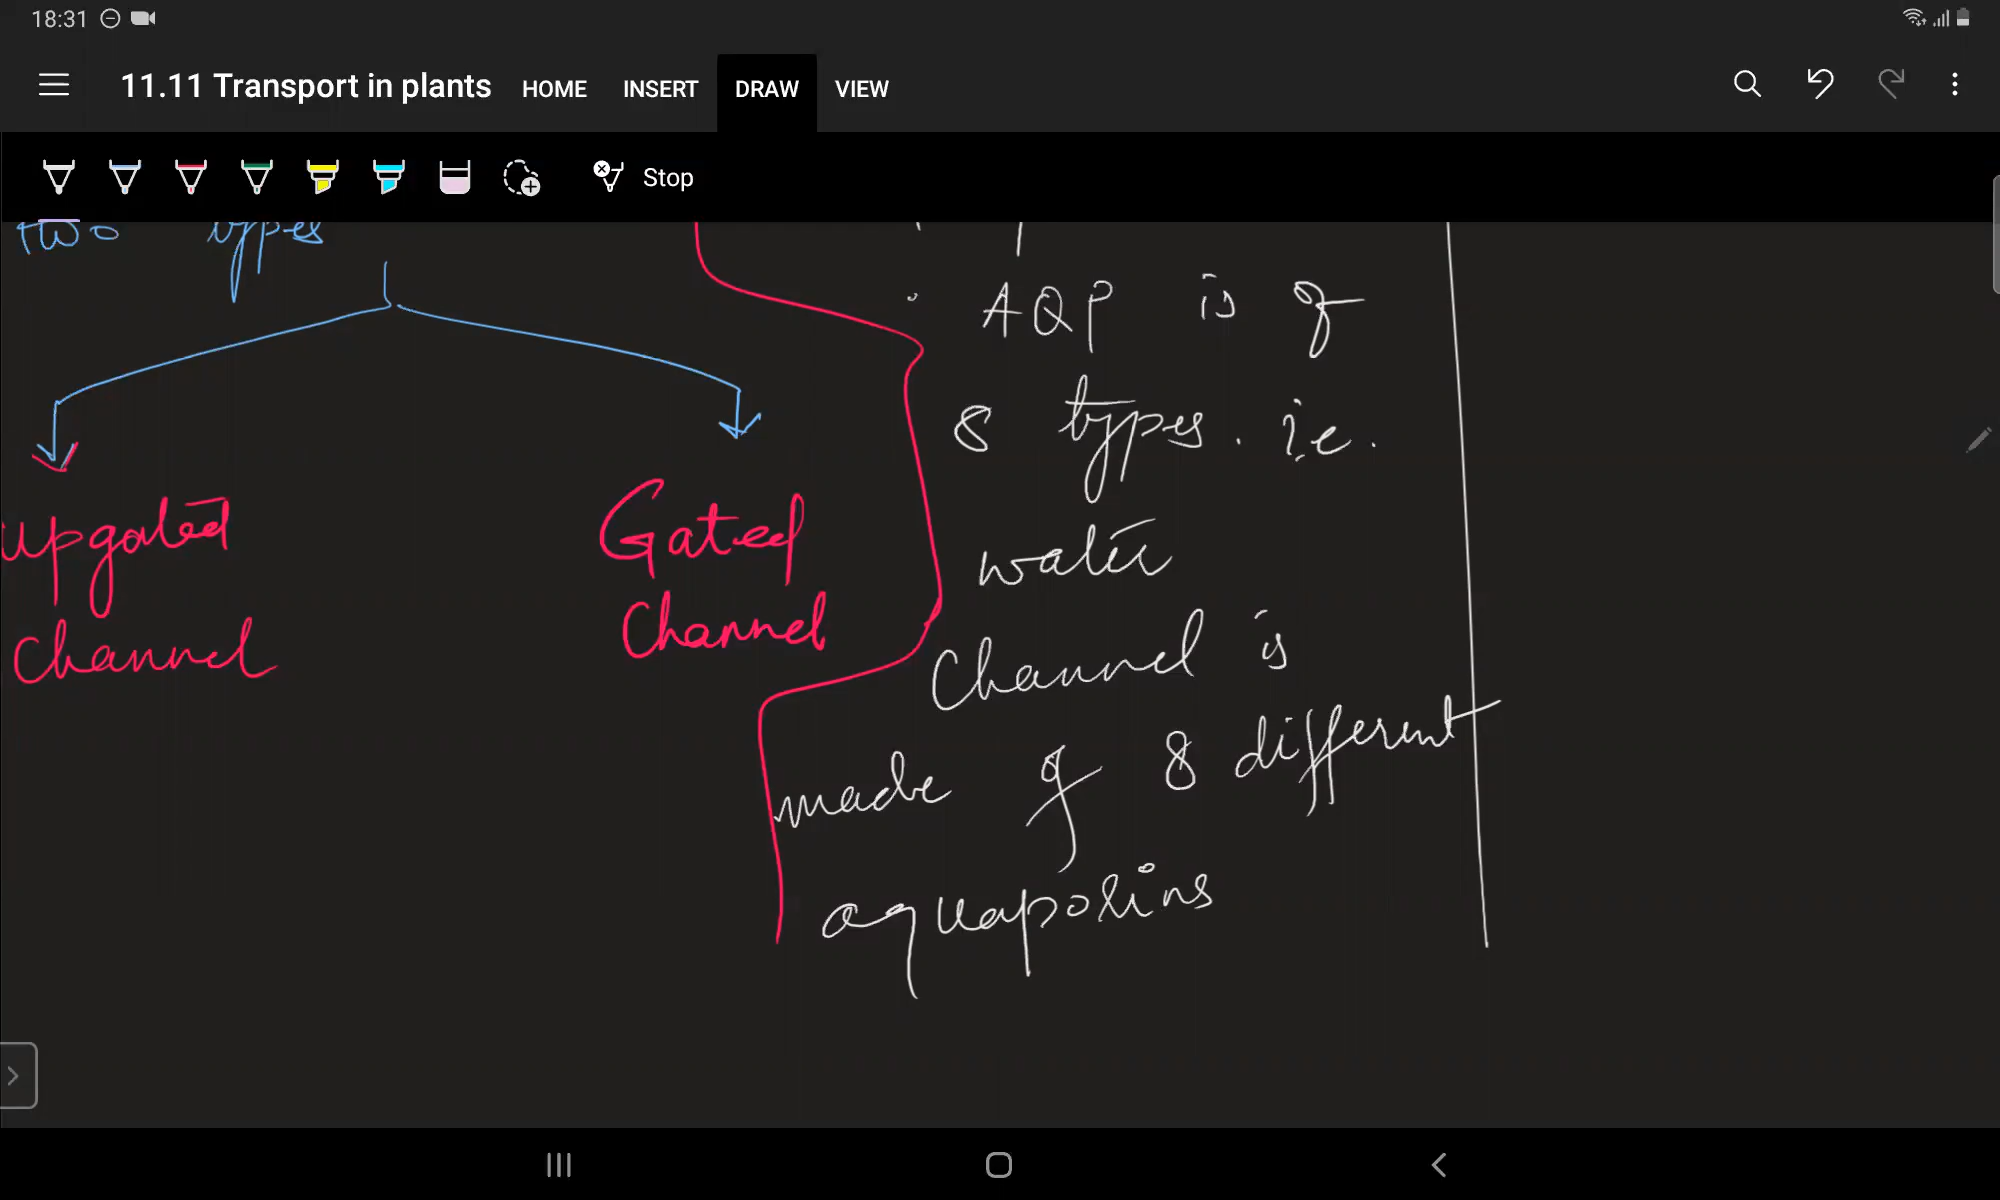 18:31
11.11 Transport in plants HOME INSERT DRAW VIEW
Stop
two types
upgated
channel
Gated
Channel
AQP is of
8 types. i.e.
water
Channel is
made of 8 different
aquaporins